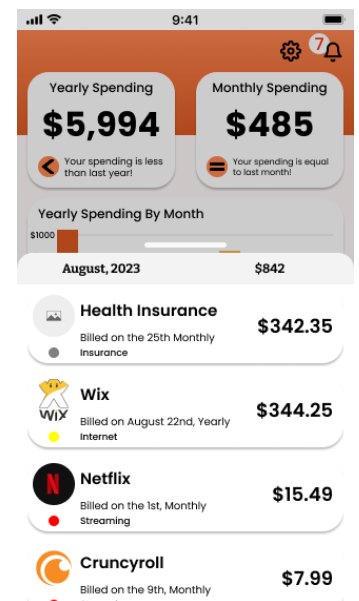 9:41
7
Yearly Spending
Monthly Spending
$5,994
$485
Your spending is less
than last year!
Your spending is equal
to last month!
Yearly Spending By Month
$1000
August, 2023
$842
Health Insurance
$342.35
Billed on the 25th Monthly
Insurance
WiX
Wix
$344.25
Billed on August 22nd, Yearly
Internet
N
Netflix
$15.49
Billed on the 1st, Monthly
Streaming
Cruncyroll
$7.99
Billed on the 9th, Monthly